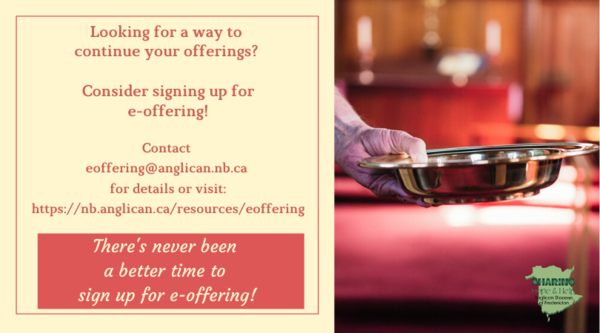 Looking for a way to
continue your offerings?
Consider signing up for
e-offering!
Contact
eoffering@anglican.nb.ca
for details or visit:
https://nb.anglican.ca/resources/eoffering
There's never been
a better time to
sign up for e-offering!
SHARING
Hope & Help
Anglican Diocese
of Fredericton